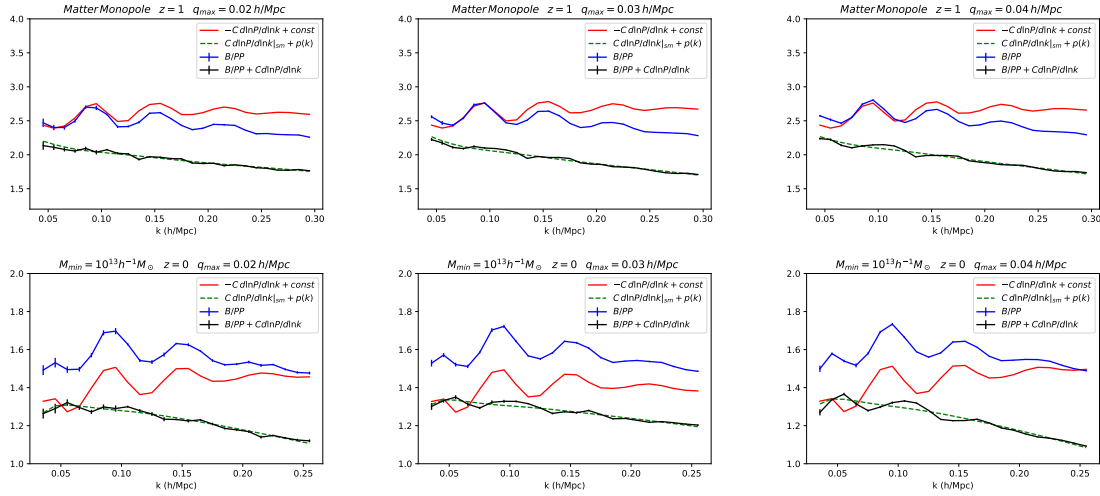 Matter Monopole z = 1 q_max = 0.02 h/Mpc
4.0
3.5
3.0
2.5
2.0
1.5
−C dlnP/dlnk + const
C dlnP/dlnk|_sm + p(k)
B/PP
B/PP + CdlnP/dlnk
0.05 0.10 0.15 0.20 0.25 0.30
k (h/Mpc)
Matter Monopole z = 1 q_max = 0.03 h/Mpc
4.0
3.5
3.0
2.5
2.0
1.5
−C dlnP/dlnk + const
C dlnP/dlnk|_sm + p(k)
B/PP
B/PP + CdlnP/dlnk
0.05 0.10 0.15 0.20 0.25 0.30
k (h/Mpc)
Matter Monopole z = 1 q_max = 0.04 h/Mpc
4.0
3.5
3.0
2.5
2.0
1.5
−C dlnP/dlnk + const
C dlnP/dlnk|_sm + p(k)
B/PP
B/PP + CdlnP/dlnk
0.05 0.10 0.15 0.20 0.25 0.30
k (h/Mpc)
M_min = 10^13 h^−1 M_⊙ z = 0 q_max = 0.02 h/Mpc
2.0
1.8
1.6
1.4
1.2
1.0
−C dlnP/dlnk + const
C dlnP/dlnk|_sm + p(k)
B/PP
B/PP + CdlnP/dlnk
0.05 0.10 0.15 0.20 0.25
k (h/Mpc)
M_min = 10^13 h^−1 M_⊙ z = 0 q_max = 0.03 h/Mpc
2.0
1.8
1.6
1.4
1.2
1.0
−C dlnP/dlnk + const
C dlnP/dlnk|_sm + p(k)
B/PP
B/PP + CdlnP/dlnk
0.05 0.10 0.15 0.20 0.25
k (h/Mpc)
M_min = 10^13 h^−1 M_⊙ z = 0 q_max = 0.04 h/Mpc
2.0
1.8
1.6
1.4
1.2
1.0
−C dlnP/dlnk + const
C dlnP/dlnk|_sm + p(k)
B/PP
B/PP + CdlnP/dlnk
0.05 0.10 0.15 0.20 0.25
k (h/Mpc)